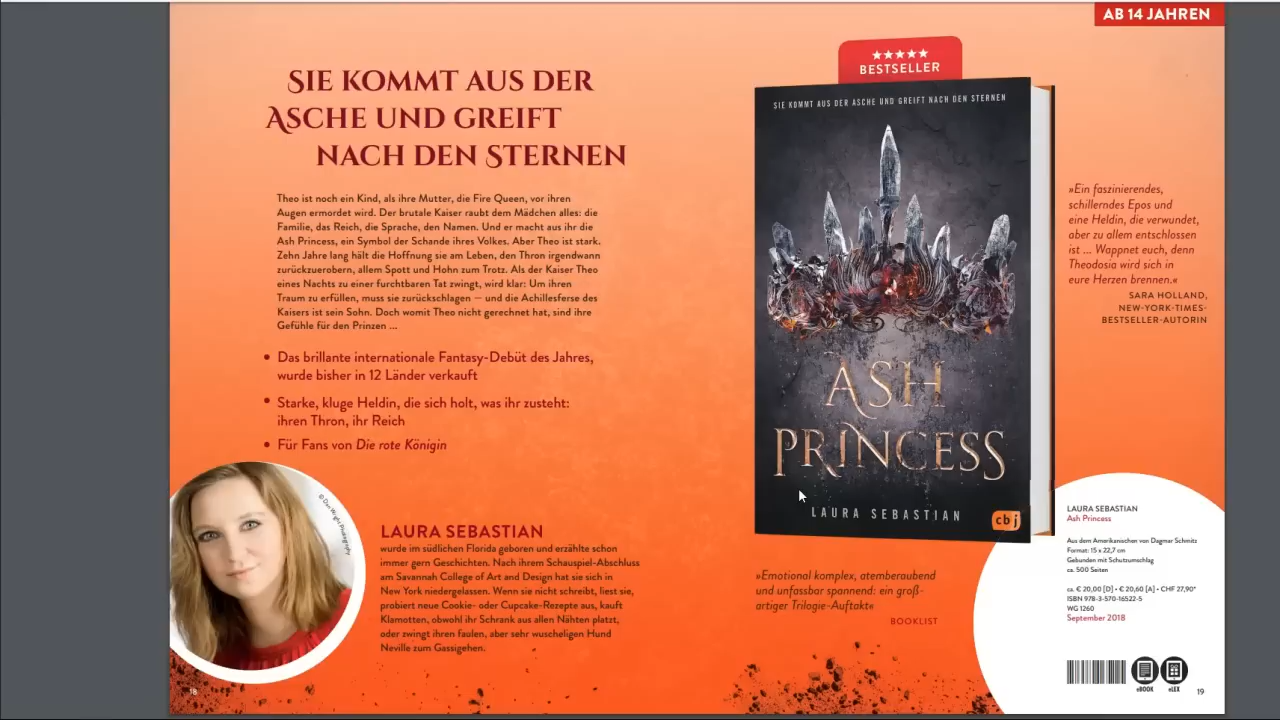 AB 14 JAHREN
SIE KOMMT AUS DER
ASCHE UND GREIFT
NACH DEN STERNEN
Theo ist noch ein Kind, als ihre Mutter, die Fire Queen, vor ihren
Augen ermordet wird. Der brutale Kaiser raubt dem Mädchen alles: die
Familie, das Reich, die Sprache, den Namen. Und er macht aus ihr die
Ash Princess, ein Symbol der Schande ihres Volkes. Aber Theo ist stark.
Zehn Jahre lang hält die Hoffnung sie am Leben, den Thron irgendwann
zurückzuerobern, allem Spott und Hohn zum Trotz. Als der Kaiser Theo
eines Nachts zu einer furchtbaren Tat zwingt, wird klar: Um ihren
Traum zu erfüllen, muss sie zurückschlagen – und die Achillesferse des
Kaisers ist sein Sohn. Doch womit Theo nicht gerechnet hat, sind ihre
Gefühle für den Prinzen ...
• Das brillante internationale Fantasy-Debüt des Jahres,
wurde bisher in 12 Länder verkauft
• Starke, kluge Heldin, die sich holt, was ihr zusteht:
ihren Thron, ihr Reich
• Für Fans von Die rote Königin
© Dan Wright Photography
LAURA SEBASTIAN
wurde im südlichen Florida geboren und erzählte schon
immer gern Geschichten. Nach ihrem Schauspiel-Abschluss
am Savannah College of Art and Design hat sie sich in
New York niedergelassen. Wenn sie nicht schreibt, liest sie,
probiert neue Cookie- oder Cupcake-Rezepte aus, kauft
Klamotten, obwohl ihr Schrank aus allen Nähten platzt,
oder zwingt ihren faulen, aber sehr wuscheligen Hund
Neville zum Gassigehen.
18
BESTSELLER
SIE KOMMT AUS DER ASCHE UND GREIFT NACH DEN STERNEN
ASH
PRINCESS
LAURA SEBASTIAN
cbj
»Ein faszinierendes,
schillerndes Epos und
eine Heldin, die verwundet,
aber zu allem entschlossen
ist ... Wappnet euch, denn
Theodosia wird sich in
eure Herzen brennen.«
SARA HOLLAND,
NEW-YORK-TIMES-
BESTSELLER-AUTORIN
»Emotional komplex, atemberaubend
und unfassbar spannend: ein groß-
artiger Trilogie-Auftakt«
BOOKLIST
LAURA SEBASTIAN
Ash Princess
Aus dem Amerikanischen von Dagmar Schmitz
Format: 15 x 22,7 cm
Gebunden mit Schutzumschlag
ca. 500 Seiten
ca. € 20,00 [D] • € 20,60 [A] • CHF 27,90*
ISBN 978-3-570-16522-5
WG 1260
September 2018
eBOOK
eLEX
19